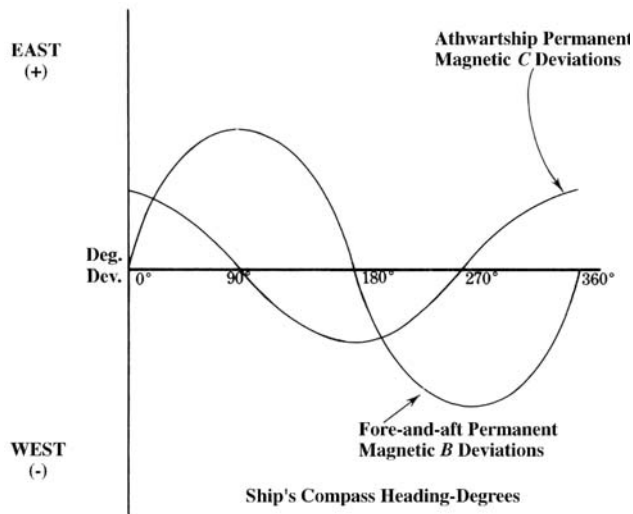 EAST
(+)
Athwartship Permanent
Magnetic C Deviations
Deg.
Dev.
0°
90°
180°
270°
360°
Fore-and-aft Permanent
Magnetic B Deviations
WEST
(-)
Ship's Compass Heading-Degrees